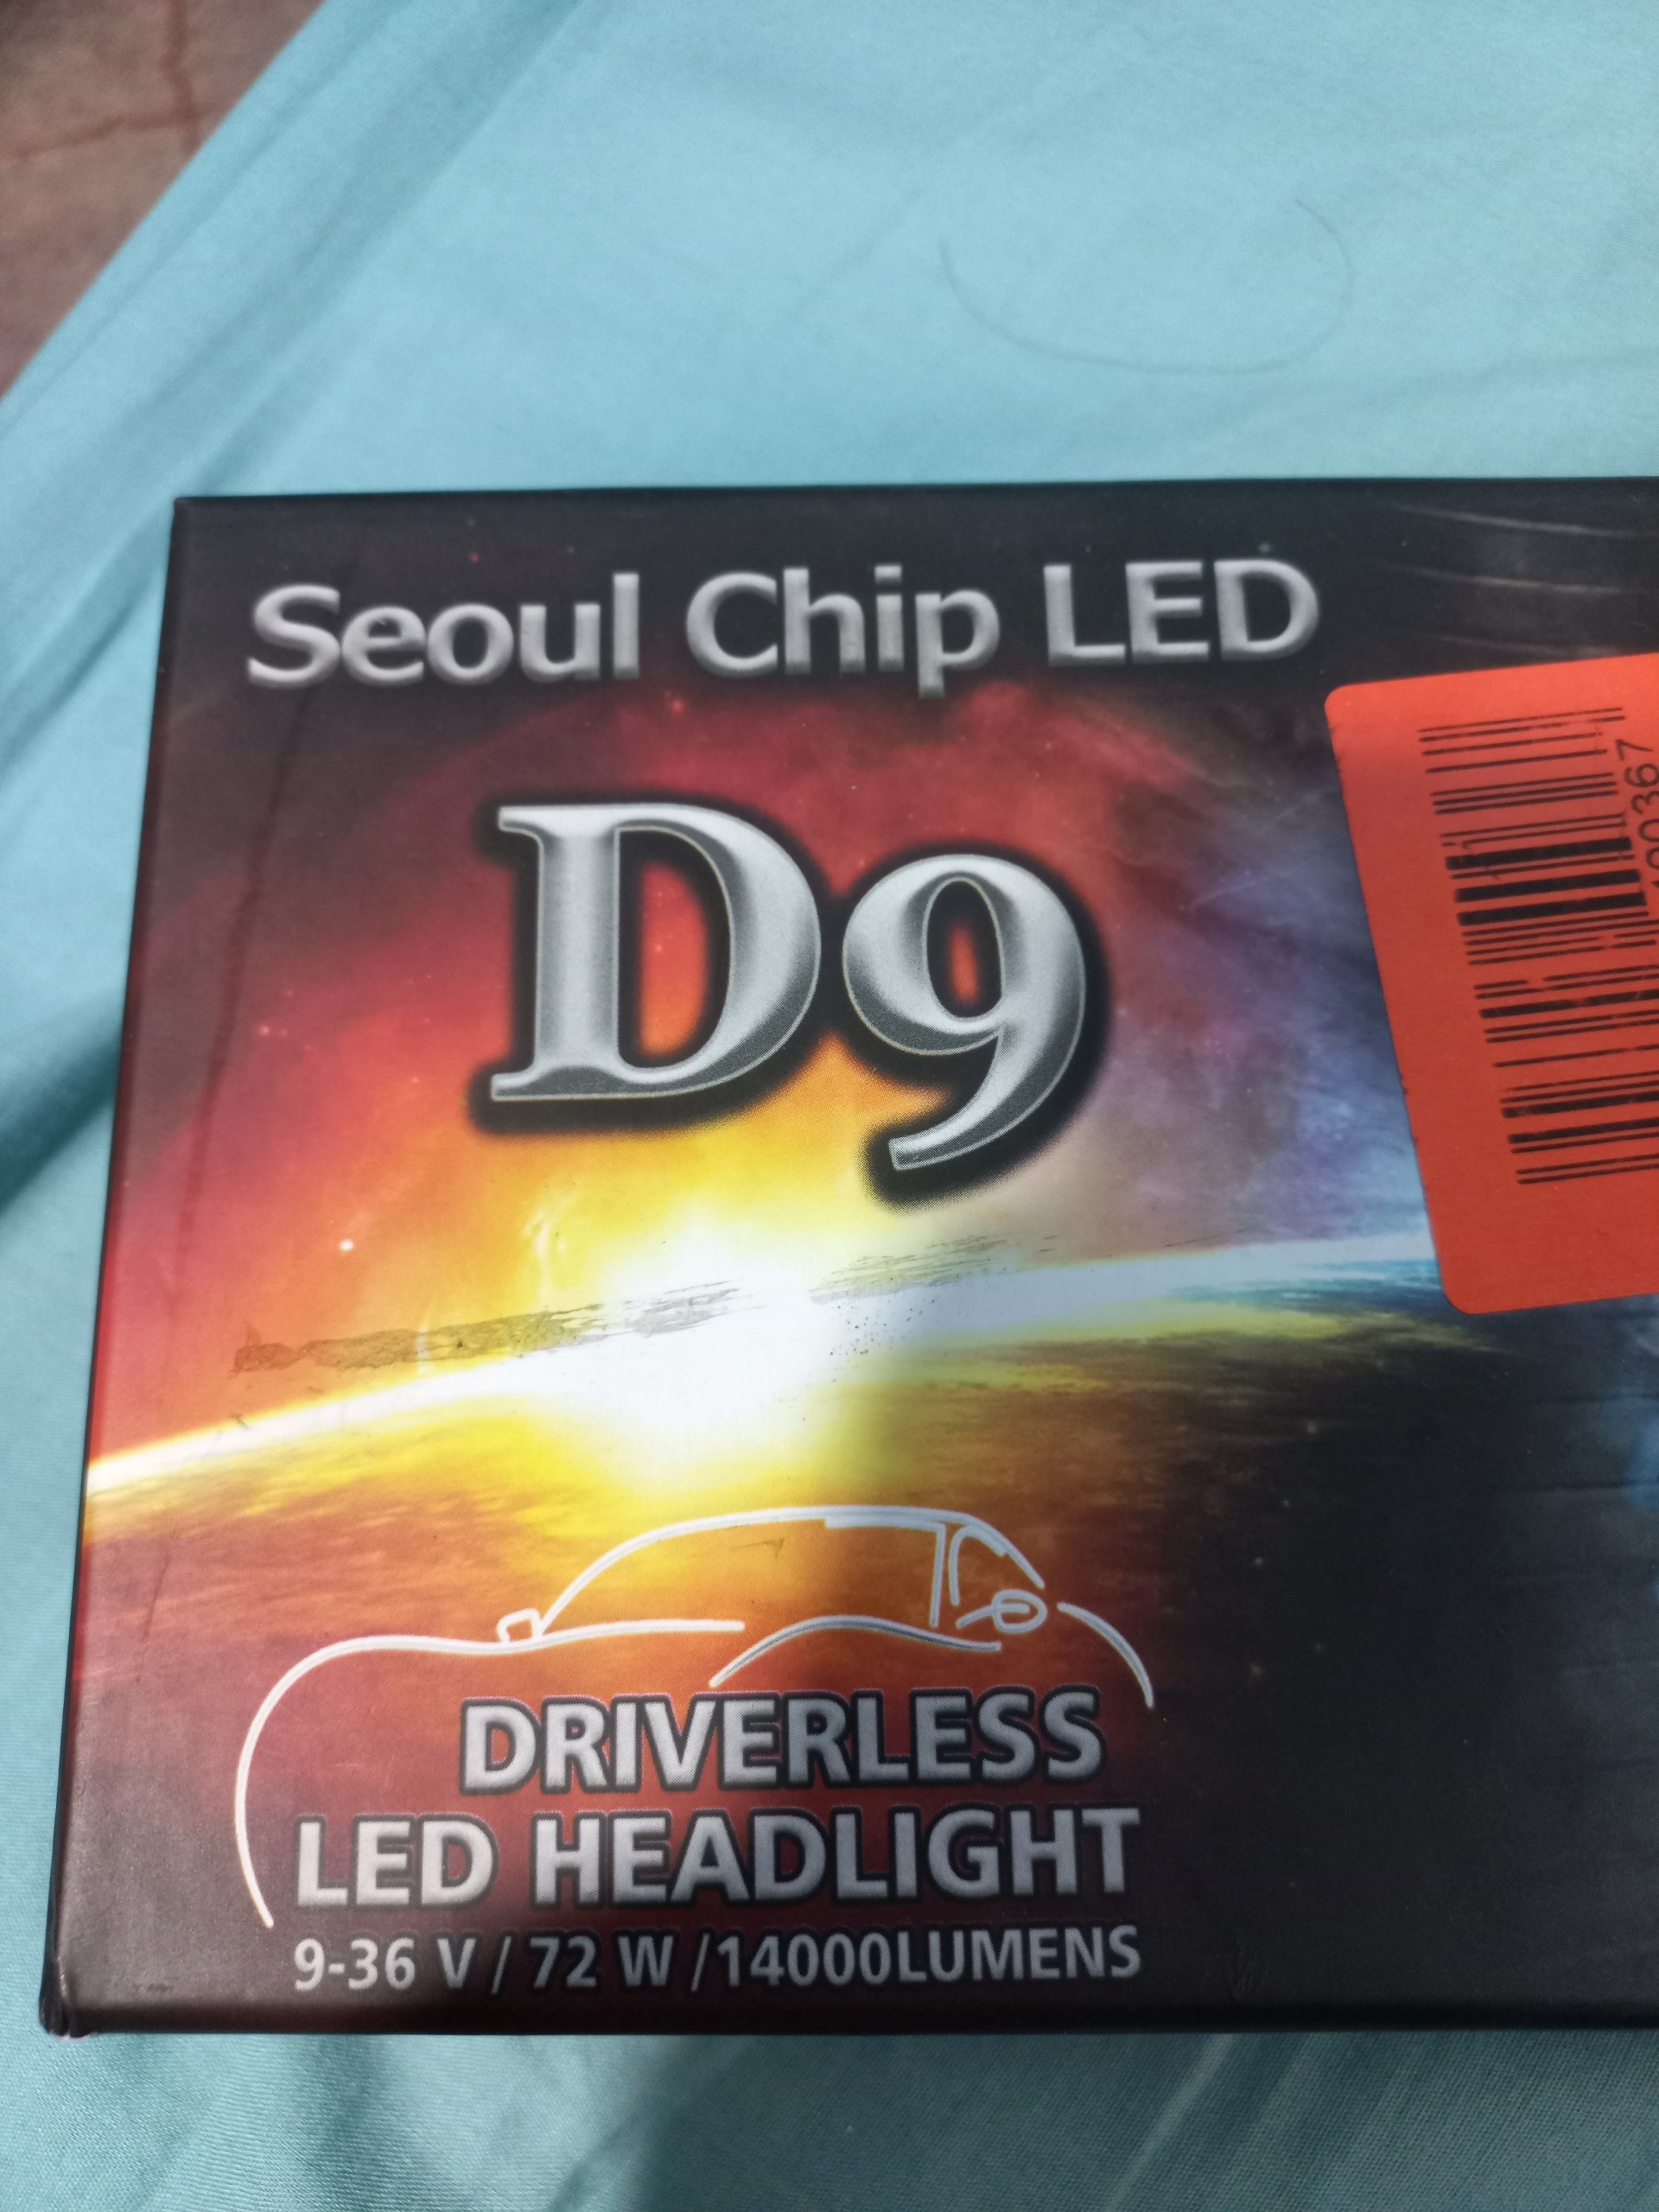 Seoul Chip LED
D9
DRIVERLESS
LED HEADLIGHT
9-36 V / 72 W /14000LUMENS